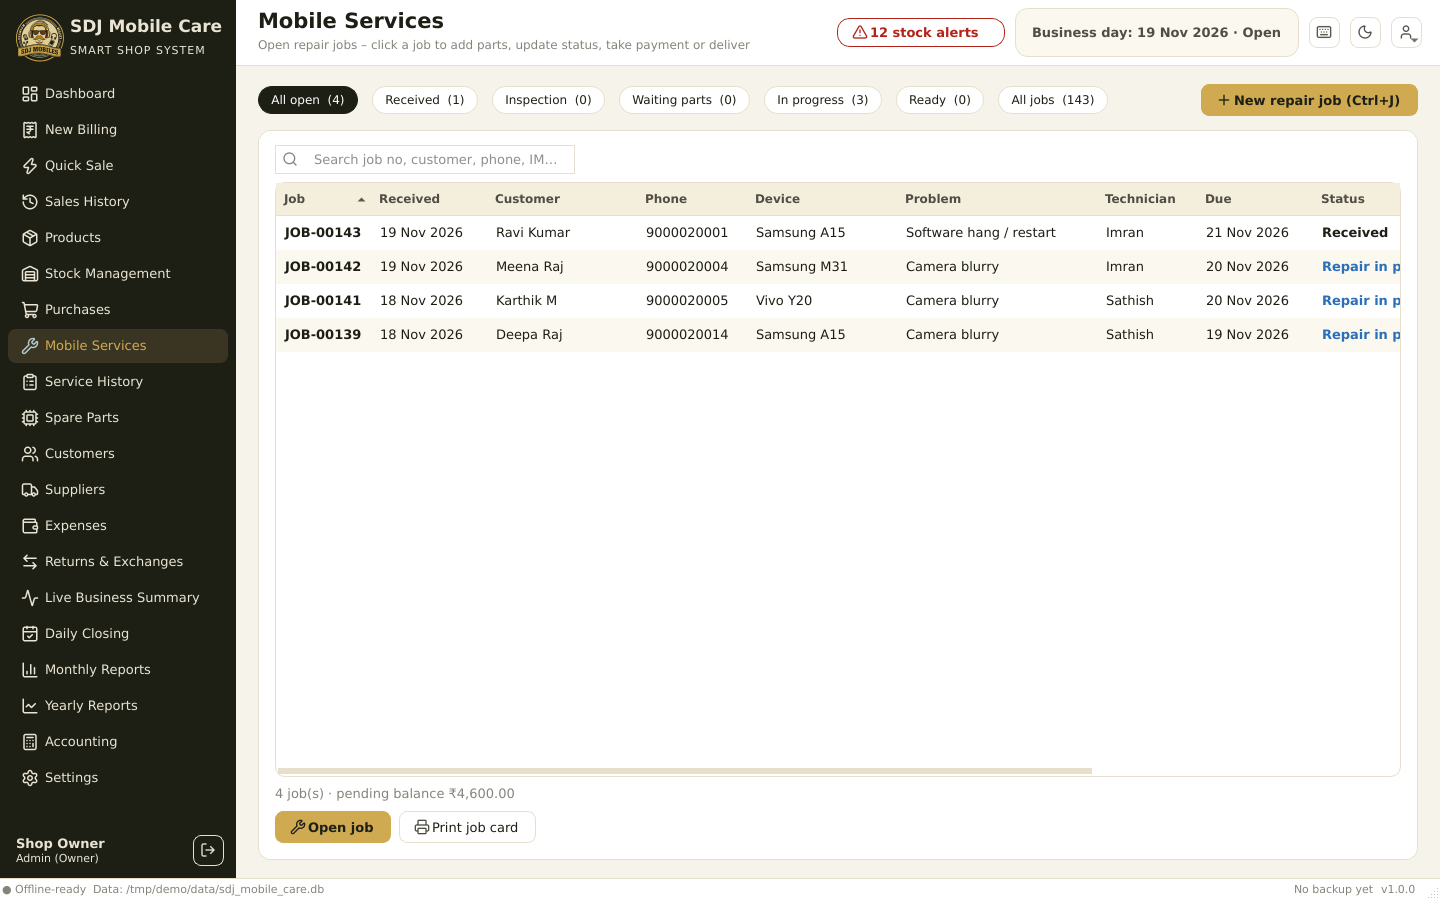 SDJ MOBILES
SDJ Mobile Care
SMART SHOP SYSTEM
Dashboard
New Billing
Quick Sale
Sales History
Products
Stock Management
Purchases
Mobile Services
Service History
Spare Parts
Customers
Suppliers
Expenses
Returns & Exchanges
Live Business Summary
Daily Closing
Monthly Reports
Yearly Reports
Accounting
Settings
Shop Owner
Admin (Owner)
Mobile Services
Open repair jobs – click a job to add parts, update status, take payment or deliver
12 stock alerts
Business day: 19 Nov 2026 · Open
All open (4) Received (1) Inspection (0) Waiting parts (0) In progress (3) Ready (0) All jobs (143)
New repair job (Ctrl+J)
Search job no, customer, phone, IM...
Job Received Customer Phone Device Problem Technician Due Status
JOB-00143 19 Nov 2026 Ravi Kumar 9000020001 Samsung A15 Software hang / restart Imran 21 Nov 2026 Received
JOB-00142 19 Nov 2026 Meena Raj 9000020004 Samsung M31 Camera blurry Imran 20 Nov 2026 Repair in p
JOB-00141 18 Nov 2026 Karthik M 9000020005 Vivo Y20 Camera blurry Sathish 20 Nov 2026 Repair in p
JOB-00139 18 Nov 2026 Deepa Raj 9000020014 Samsung A15 Camera blurry Sathish 19 Nov 2026 Repair in p
4 job(s) · pending balance ₹4,600.00
Open job
Print job card
Offline-ready Data: /tmp/demo/data/sdj_mobile_care.db
No backup yet v1.0.0